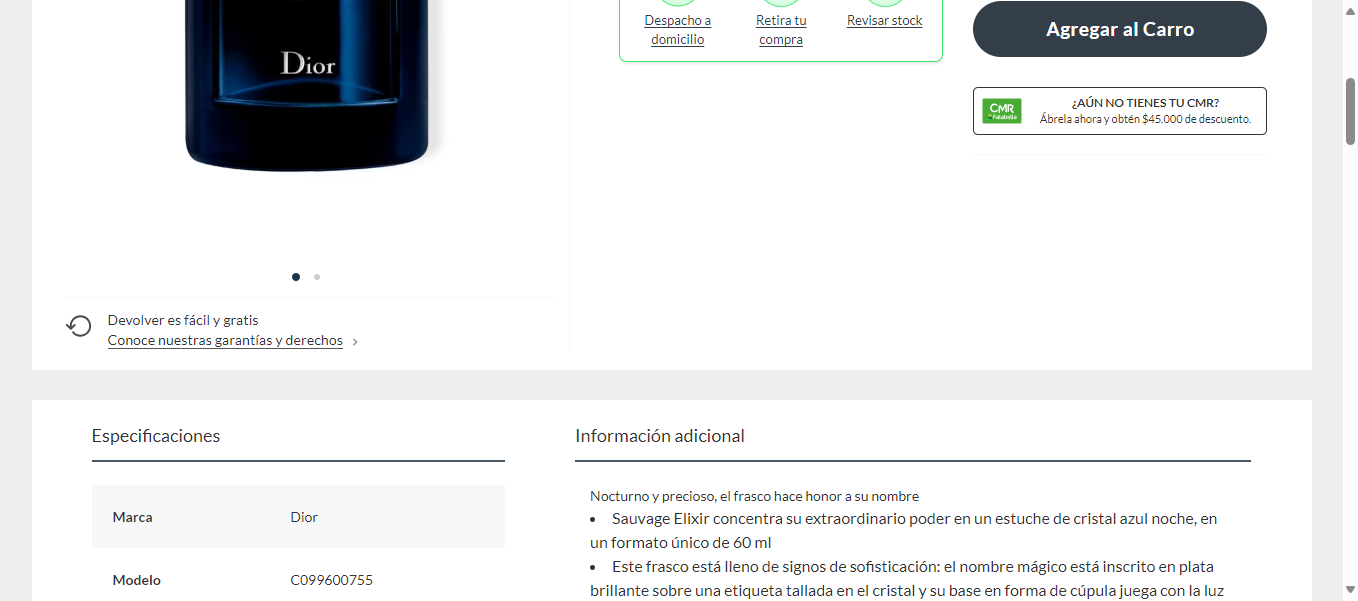 Dior
Despacho a
domicilio
Retira tu
compra
Revisar stock
Agregar al Carro
CMR
Falabella
¿AÚN NO TIENES TU CMR?
Ábrela ahora y obtén $45.000 de descuento.
Devolver es fácil y gratis
Conoce nuestras garantías y derechos
Especificaciones
Marca Dior
Modelo C099600755
Información adicional
Nocturno y precioso, el frasco hace honor a su nombre
• Sauvage Elixir concentra su extraordinario poder en un estuche de cristal azul noche, en
un formato único de 60 ml
• Este frasco está lleno de signos de sofisticación: el nombre mágico está inscrito en plata
brillante sobre una etiqueta tallada en el cristal y su base en forma de cúpula juega con la luz